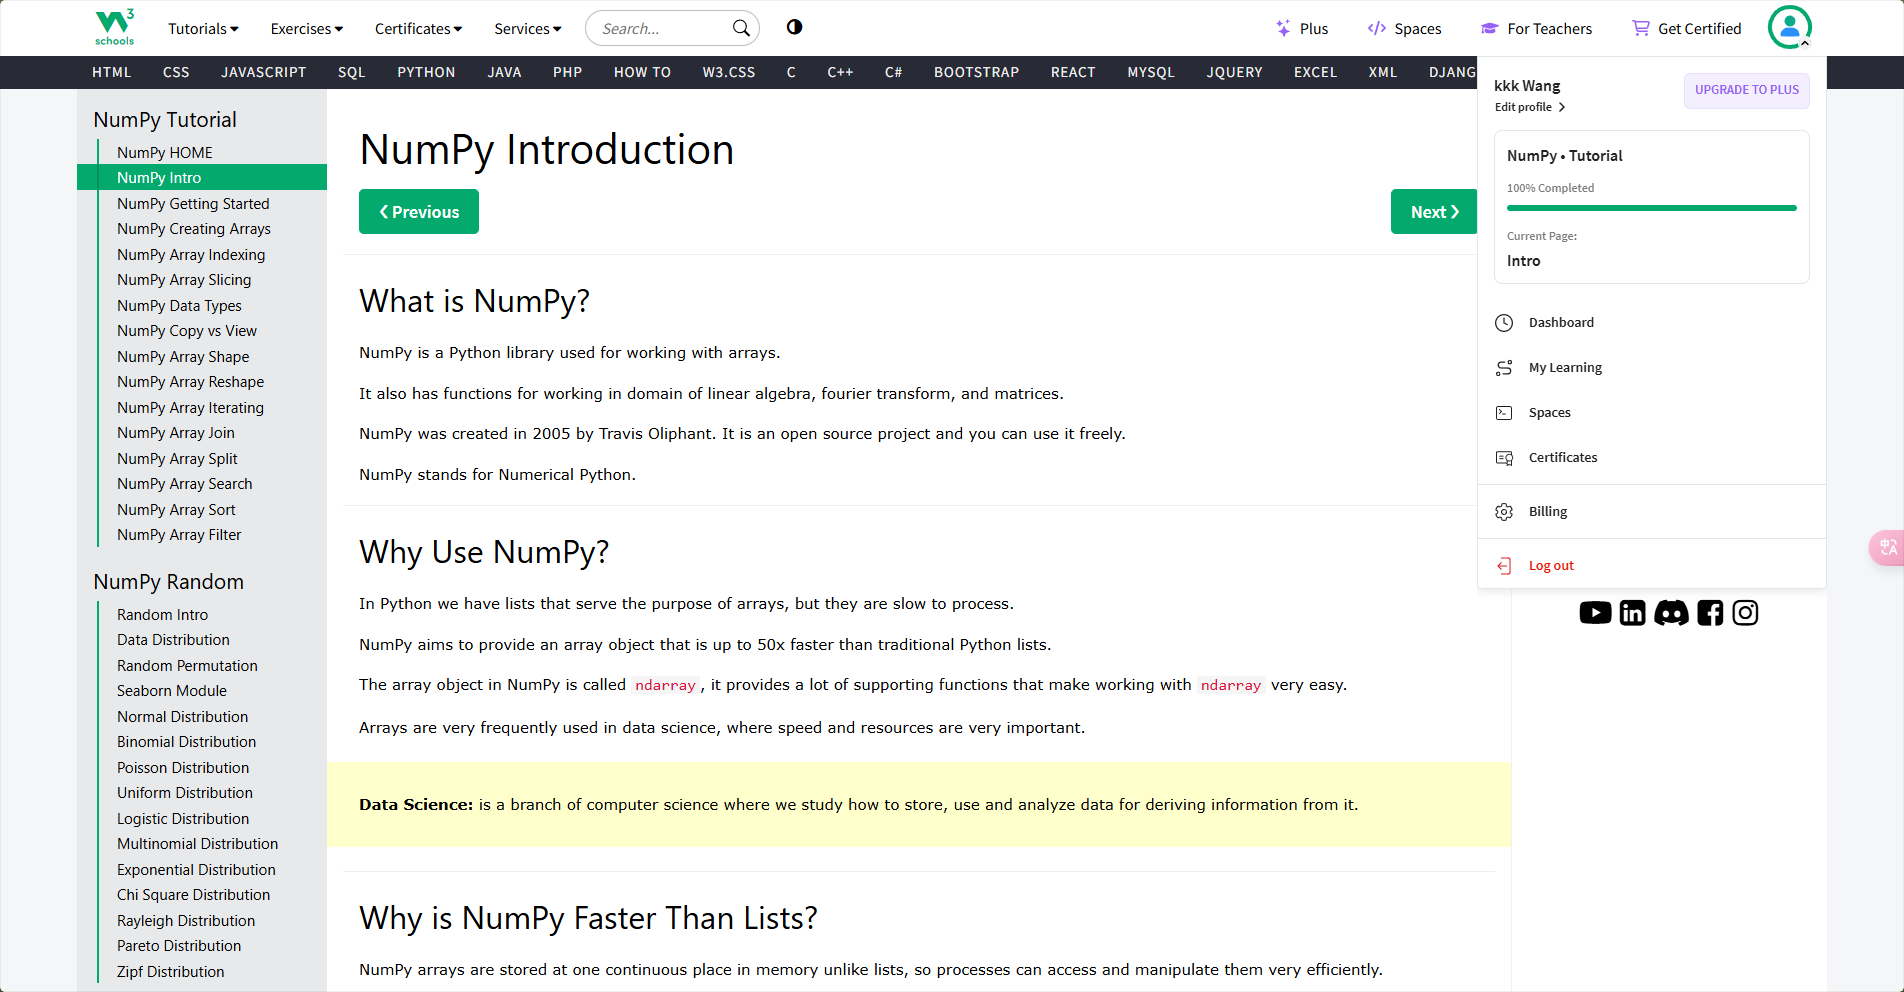 W3
schools
Tutorials
Exercises
Certificates
Services
Search...
Plus
Spaces
For Teachers
Get Certified
HTML CSS JAVASCRIPT SQL PYTHON JAVA PHP HOW TO W3.CSS C C++ C# BOOTSTRAP REACT MYSQL JQUERY EXCEL XML DJANG
NumPy Tutorial
NumPy HOME
NumPy Intro
NumPy Getting Started
NumPy Creating Arrays
NumPy Array Indexing
NumPy Array Slicing
NumPy Data Types
NumPy Copy vs View
NumPy Array Shape
NumPy Array Reshape
NumPy Array Iterating
NumPy Array Join
NumPy Array Split
NumPy Array Search
NumPy Array Sort
NumPy Array Filter
NumPy Random
Random Intro
Data Distribution
Random Permutation
Seaborn Module
Normal Distribution
Binomial Distribution
Poisson Distribution
Uniform Distribution
Logistic Distribution
Multinomial Distribution
Exponential Distribution
Chi Square Distribution
Rayleigh Distribution
Pareto Distribution
Zipf Distribution
NumPy Introduction
❮ Previous
Next ❯
What is NumPy?
NumPy is a Python library used for working with arrays.
It also has functions for working in domain of linear algebra, fourier transform, and matrices.
NumPy was created in 2005 by Travis Oliphant. It is an open source project and you can use it freely.
NumPy stands for Numerical Python.
Why Use NumPy?
In Python we have lists that serve the purpose of arrays, but they are slow to process.
NumPy aims to provide an array object that is up to 50x faster than traditional Python lists.
The array object in NumPy is called ndarray, it provides a lot of supporting functions that make working with ndarray very easy.
Arrays are very frequently used in data science, where speed and resources are very important.
Data Science: is a branch of computer science where we study how to store, use and analyze data for deriving information from it.
Why is NumPy Faster Than Lists?
NumPy arrays are stored at one continuous place in memory unlike lists, so processes can access and manipulate them very efficiently.
kkk Wang
Edit profile
UPGRADE TO PLUS
NumPy • Tutorial
100% Completed
Current Page:
Intro
Dashboard
My Learning
Spaces
Certificates
Billing
Log out
中A